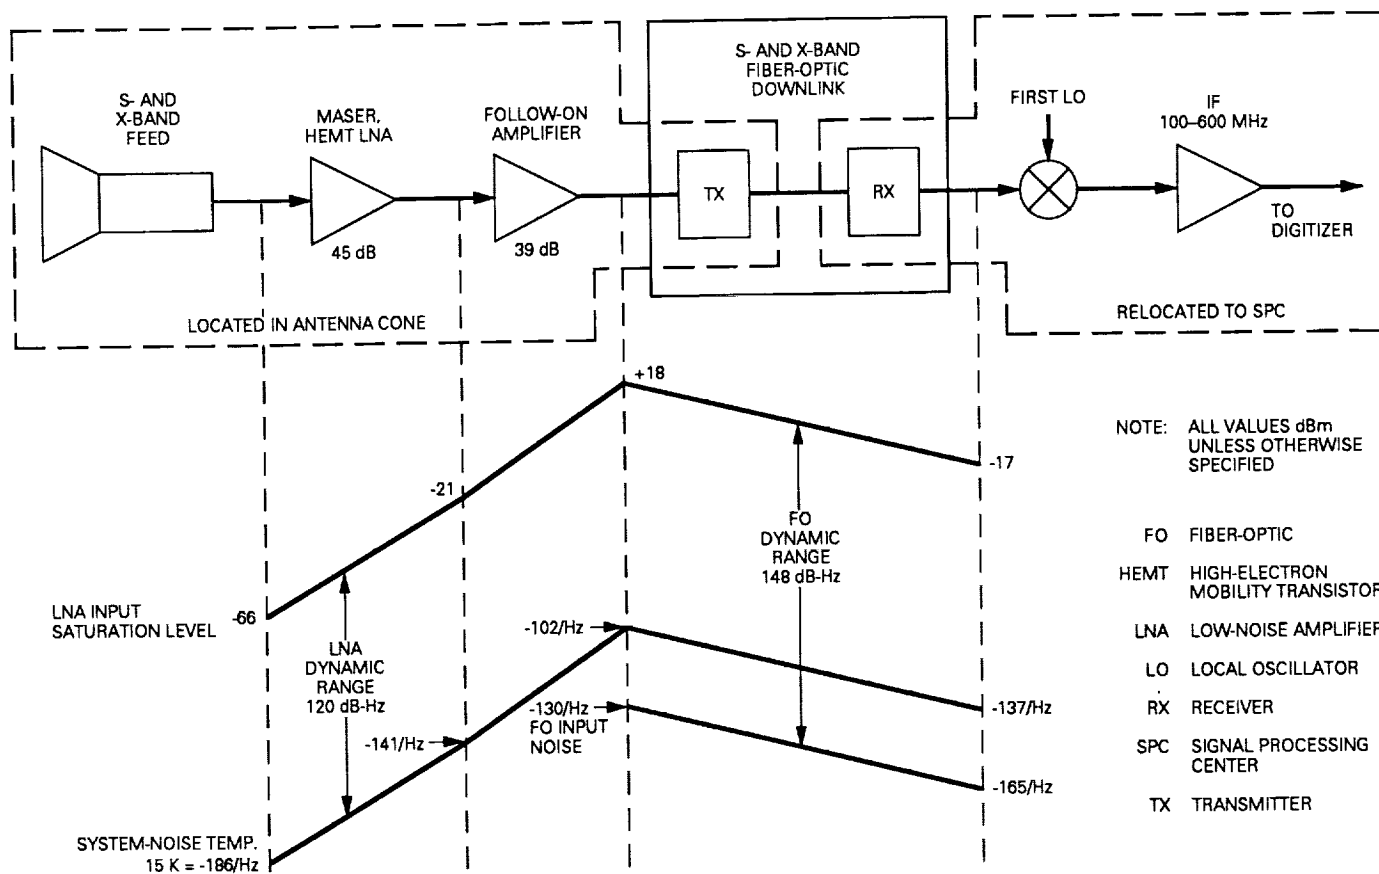 S- AND
X-BAND
FEED
MASER,
HEMT LNA
FOLLOW-ON
AMPLIFIER
S- AND X-BAND
FIBER-OPTIC
DOWNLINK
FIRST LO
IF
100–600 MHz
TX
RX
45 dB
39 dB
TO
DIGITIZER
LOCATED IN ANTENNA CONE
RELOCATED TO SPC
+18
-17
-21
-66
LNA INPUT
SATURATION LEVEL
LNA
DYNAMIC
RANGE
120 dB-Hz
FO
DYNAMIC
RANGE
148 dB-Hz
-102/Hz
-130/Hz
FO INPUT
NOISE
-141/Hz
-137/Hz
-165/Hz
SYSTEM-NOISE TEMP.
15 K = -186/Hz
NOTE: ALL VALUES dBm
UNLESS OTHERWISE
SPECIFIED
FO FIBER-OPTIC
HEMT HIGH-ELECTRON
MOBILITY TRANSISTOR
LNA LOW-NOISE AMPLIFIER
LO LOCAL OSCILLATOR
RX RECEIVER
SPC SIGNAL PROCESSING
CENTER
TX TRANSMITTER